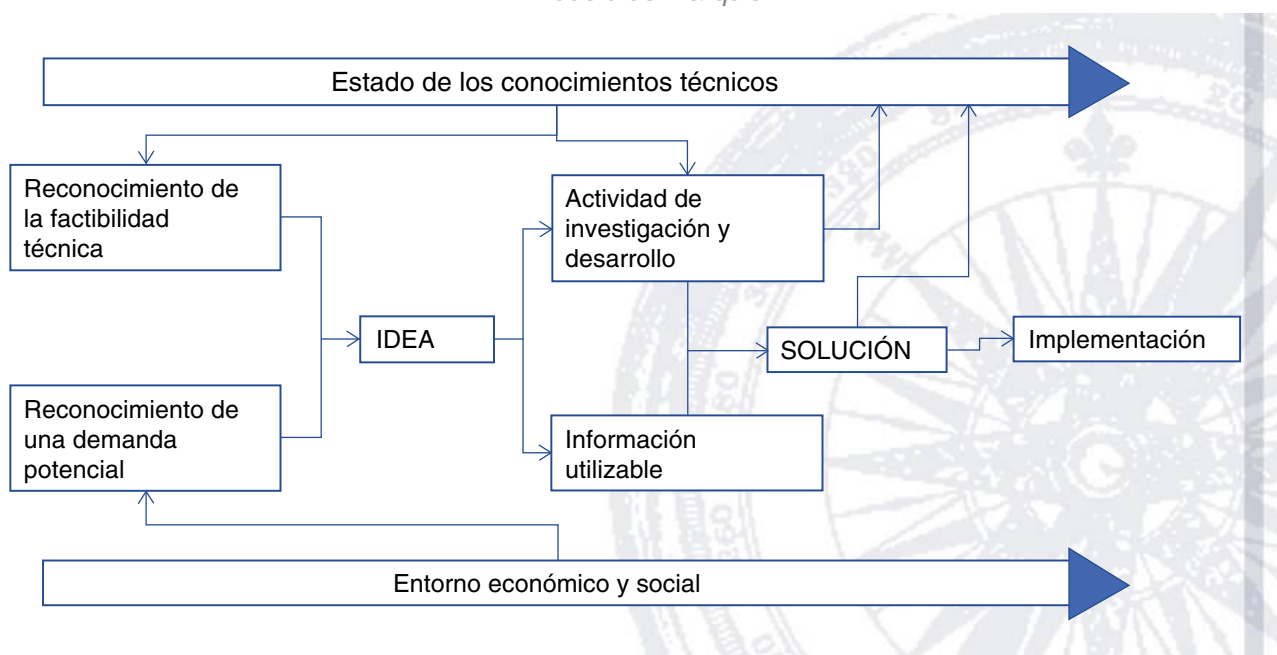 Estado de los conocimientos técnicos
Reconocimiento de
la factibilidad
técnica
Actividad de
investigación y
desarrollo
IDEA
SOLUCIÓN
Implementación
Reconocimiento de
una demanda
potencial
Información
utilizable
Entorno económico y social